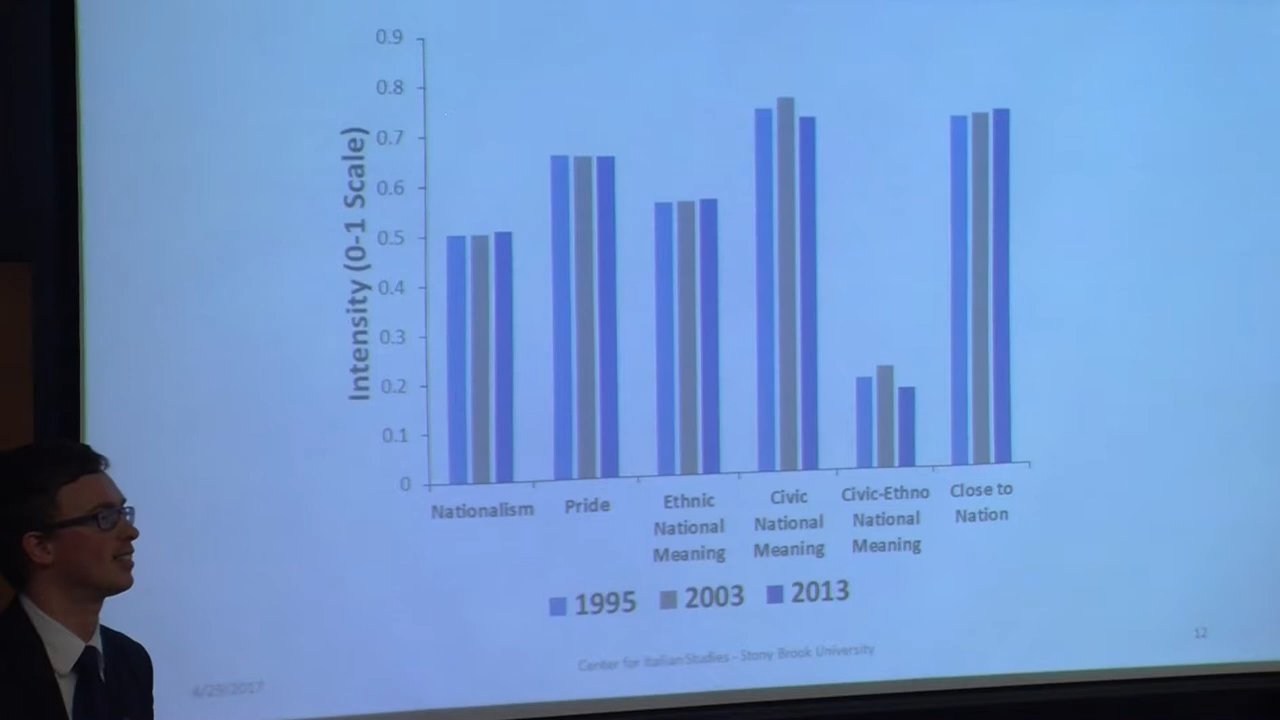 0.9
0.8
0.7
0.6
0.5
0.4
0.3
0.2
0.1
0
Intensity (0-1 Scale)
Nationalism
Pride
Ethnic
National
Meaning
Civic
National
Meaning
Civic-Ethno
National
Meaning
Close to
Nation
1995 2003 2013
12
Center for Italian Studies - Stony Brook University
4/29/2017